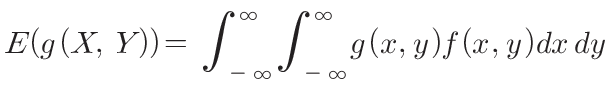 E(g(X, Y)) = ∫_{-∞}^{∞} ∫_{-∞}^{∞} g(x, y)f(x, y)dx dy